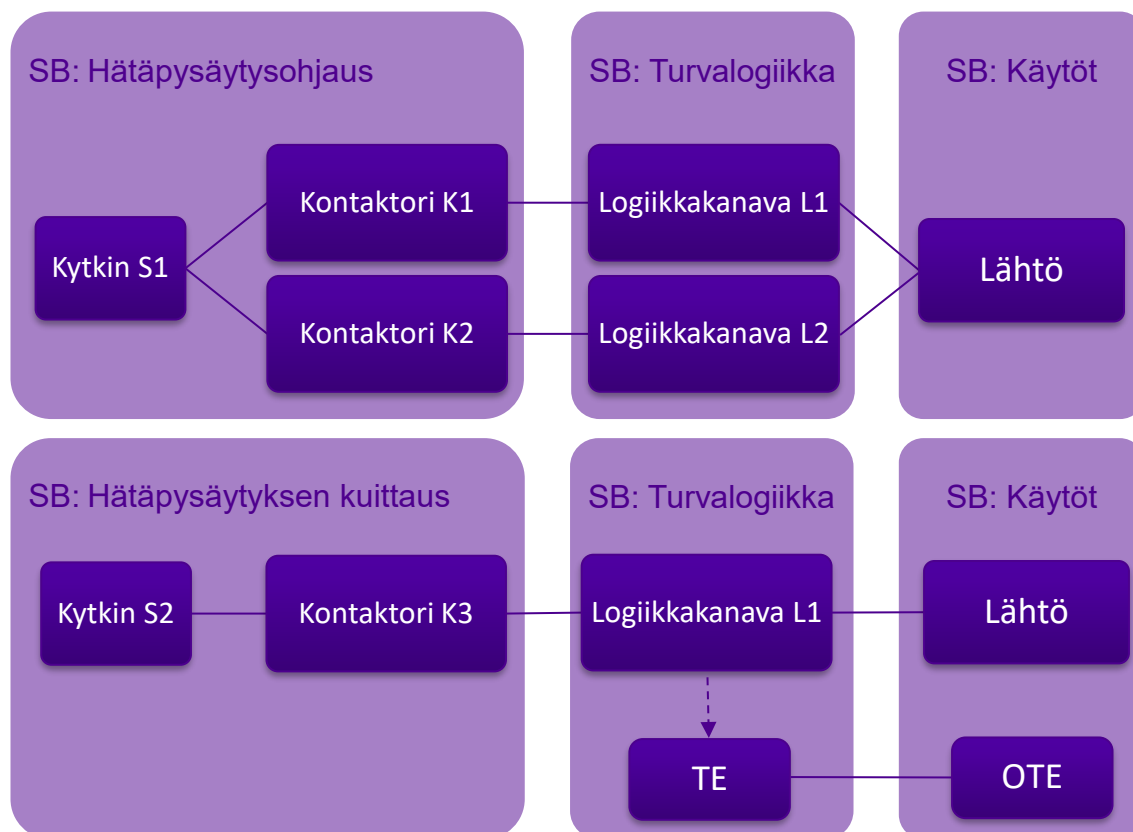 SB: Hätäpysäytysohjaus
SB: Turvalogiikka
SB: Käytöt
Kytkin S1
Kontaktori K1
Kontaktori K2
Logiikkakanava L1
Logiikkakanava L2
Lähtö
SB: Hätäpysäytyksen kuittaus
SB: Turvalogiikka
SB: Käytöt
Kytkin S2
Kontaktori K3
Logiikkakanava L1
Lähtö
TE
OTE